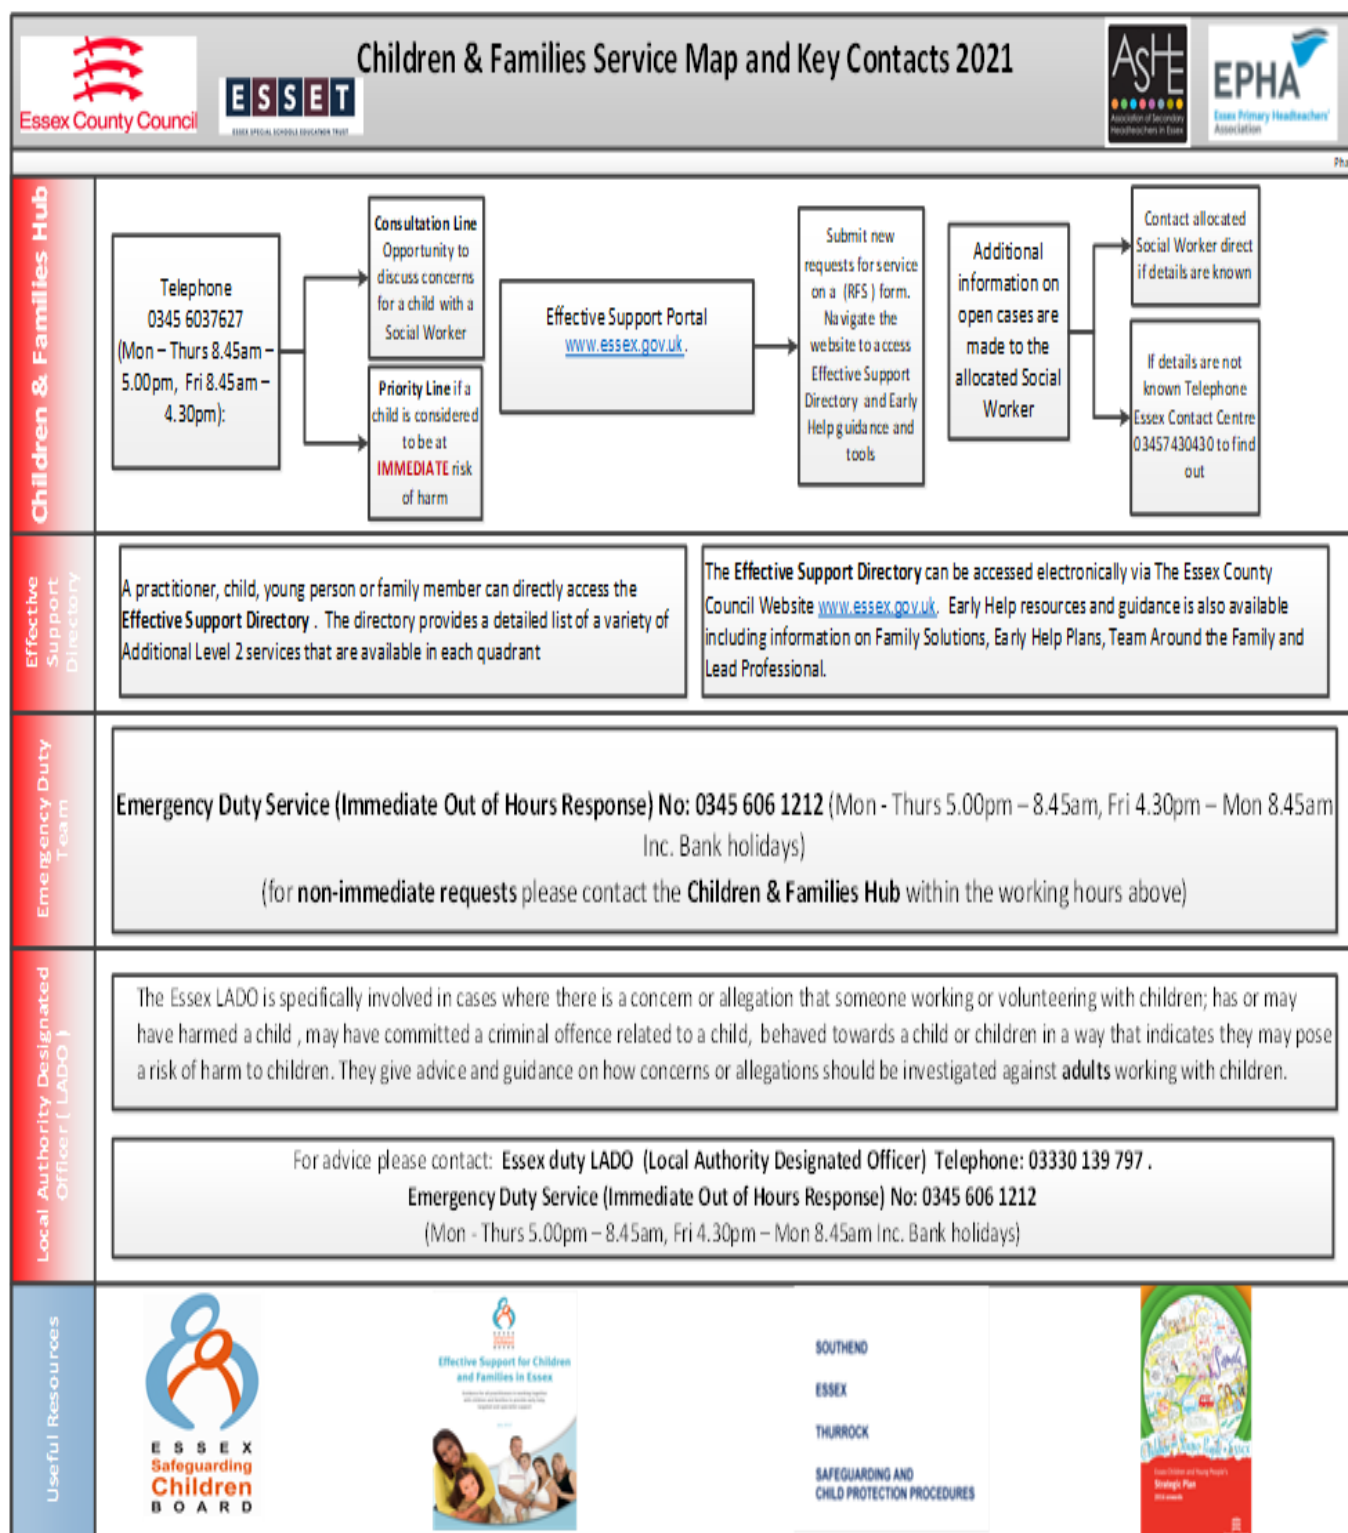 Children & Families Service Map and Key Contacts 2021
Essex County Council
ESSET
ESSEX SPECIAL SCHOOLS EDUCATION TRUST
ASHE
Association of Secondary
Headteachers in Essex
EPHA
Essex Primary Headteachers'
Association
Pha
Children & Families Hub
Telephone
0345 6037627
(Mon – Thurs 8.45am –
5.00pm, Fri 8.45am –
4.30pm):
Consultation Line
Opportunity to
discuss concerns
for a child with a
Social Worker
Priority Line if a
child is considered
to be at
IMMEDIATE risk
of harm
Effective Support Portal
www.essex.gov.uk .
Submit new
requests for service
on a (RFS ) form.
Navigate the
website to access
Effective Support
Directory and Early
Help guidance and
tools
Additional
information on
open cases are
made to the
allocated Social
Worker
Contact allocated
Social Worker direct
if details are known
If details are not
known Telephone
Essex Contact Centre
03457430430 to find
out
Effective
Support
Directory
A practitioner, child, young person or family member can directly access the
Effective Support Directory . The directory provides a detailed list of a variety of
Additional Level 2 services that are available in each quadrant
The Effective Support Directory can be accessed electronically via The Essex County
Council Website www.essex.gov.uk. Early Help resources and guidance is also available
including information on Family Solutions, Early Help Plans, Team Around the Family and
Lead Professional.
Emergency Duty
Team
Emergency Duty Service (Immediate Out of Hours Response) No: 0345 606 1212 (Mon - Thurs 5.00pm – 8.45am, Fri 4.30pm – Mon 8.45am
Inc. Bank holidays)
(for non-immediate requests please contact the Children & Families Hub within the working hours above)
Local Authority Designated
Officer ( LADO )
The Essex LADO is specifically involved in cases where there is a concern or allegation that someone working or volunteering with children; has or may
have harmed a child , may have committed a criminal offence related to a child, behaved towards a child or children in a way that indicates they may pose
a risk of harm to children. They give advice and guidance on how concerns or allegations should be investigated against adults working with children.
For advice please contact: Essex duty LADO (Local Authority Designated Officer) Telephone: 03330 139 797 .
Emergency Duty Service (Immediate Out of Hours Response) No: 0345 606 1212
(Mon - Thurs 5.00pm – 8.45am, Fri 4.30pm – Mon 8.45am Inc. Bank holidays)
Useful Resources
ESSEX
Safeguarding
Children
BOARD
Effective Support for Children
and Families in Essex
SOUTHEND
ESSEX
THURROCK
SAFEGUARDING AND
CHILD PROTECTION PROCEDURES
Essex Children and Young People's
Strategic Plan